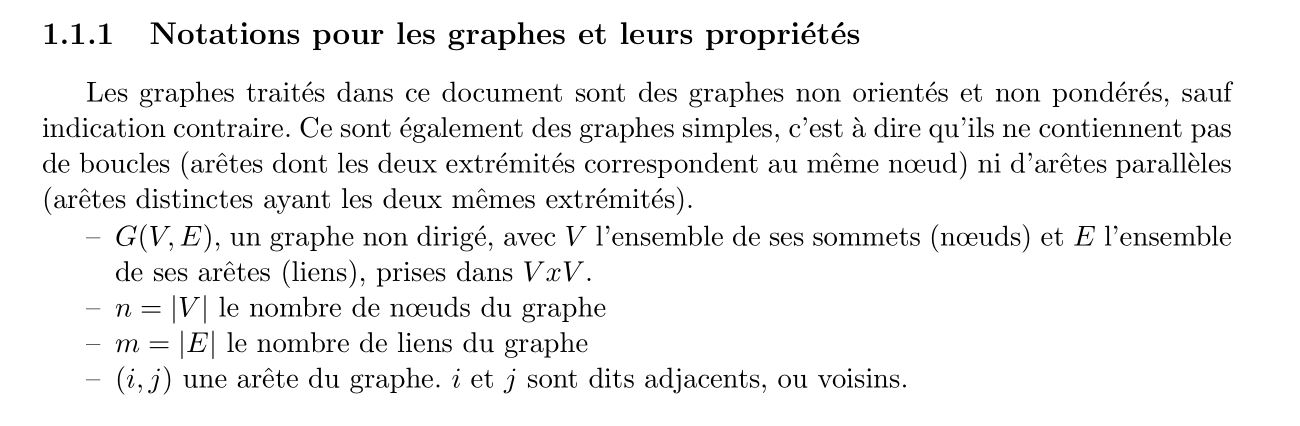 1.1.1 Notations pour les graphes et leurs propriétés
Les graphes traités dans ce document sont des graphes non orientés et non pondérés, sauf
indication contraire. Ce sont également des graphes simples, c'est à dire qu'ils ne contiennent pas
de boucles (arêtes dont les deux extrémités correspondent au même nœud) ni d'arêtes parallèles
(arêtes distinctes ayant les deux mêmes extrémités).
– G(V, E), un graphe non dirigé, avec V l'ensemble de ses sommets (nœuds) et E l'ensemble
de ses arêtes (liens), prises dans VxV.
– n = |V| le nombre de nœuds du graphe
– m = |E| le nombre de liens du graphe
– (i, j) une arête du graphe. i et j sont dits adjacents, ou voisins.